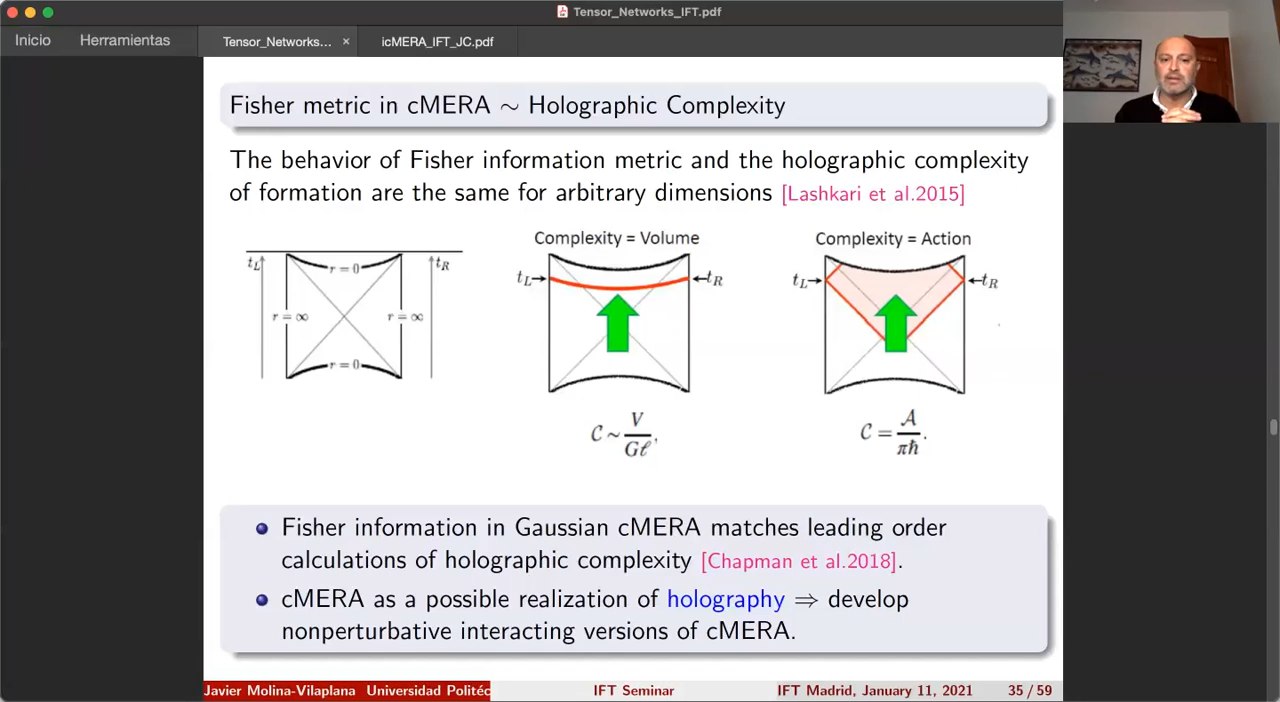 Tensor_Networks_IFT.pdf
Inicio Herramientas Tensor_Networks... × icMERA_IFT_JC.pdf
Fisher metric in cMERA ∼ Holographic Complexity
The behavior of Fisher information metric and the holographic complexity
of formation are the same for arbitrary dimensions [Lashkari et al.2015]
Complexity = Volume
Complexity = Action
t_L r = 0 t_R
r = ∞ r = ∞
r = 0
t_L t_R
t_L t_R
C ∼ V/Gℓ,
C = A/πħ.
Fisher information in Gaussian cMERA matches leading order
calculations of holographic complexity [Chapman et al.2018].
cMERA as a possible realization of holography ⇒ develop
nonperturbative interacting versions of cMERA.
Javier Molina-Vilaplana Universidad Politéc IFT Seminar IFT Madrid, January 11, 2021 35 / 59